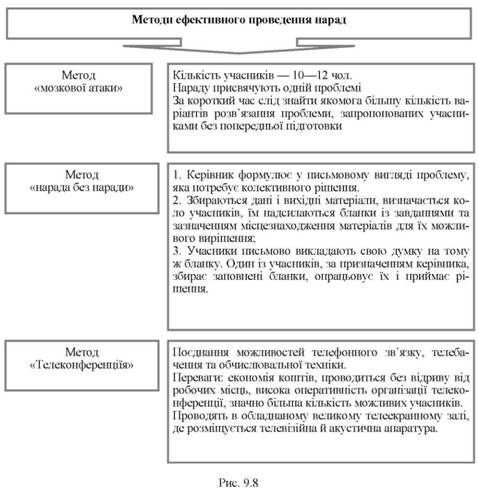 Методи ефективного проведення нарад
Метод
«мозкової атаки»
Кількість учасників — 10—12 чол.
Нараду присвячують одній проблемі
За короткий час слід знайти якомога більшу кількість ва-
ріантів розв’язання проблеми, запропонованих учасни-
ками без попередньої підготовки
Метод
«нарада без наради»
1. Керівник формулює у письмовому вигляді проблему,
яка потребує колективного рішення.
2. Збираються дані і вихідні матеріали, визначається ко-
ло учасників, їм надсилаються бланки із завданнями та
зазначенням місцезнаходження матеріалів для їх можли-
вого вирішення;
3. Учасники письмово викладають свою думку на тому
ж бланку. Один із учасників, за призначенням керівника,
збирає заповнені бланки, опрацьовує їх і приймає рі-
шення.
Метод
«Телеконференціїя»
Поєднання можливостей телефонного зв’язку, телеба-
чення та обчислювальної техніки.
Переваги: економія коштів, проводиться без відриву від
робочих місць, висока оперативність організації телеко-
нференції, значно більша кількість можливих учасників.
Проводять в обладнаному великому телеекранному залі,
де розміщується телевізійна й акустична апаратура.
Рис. 9.8